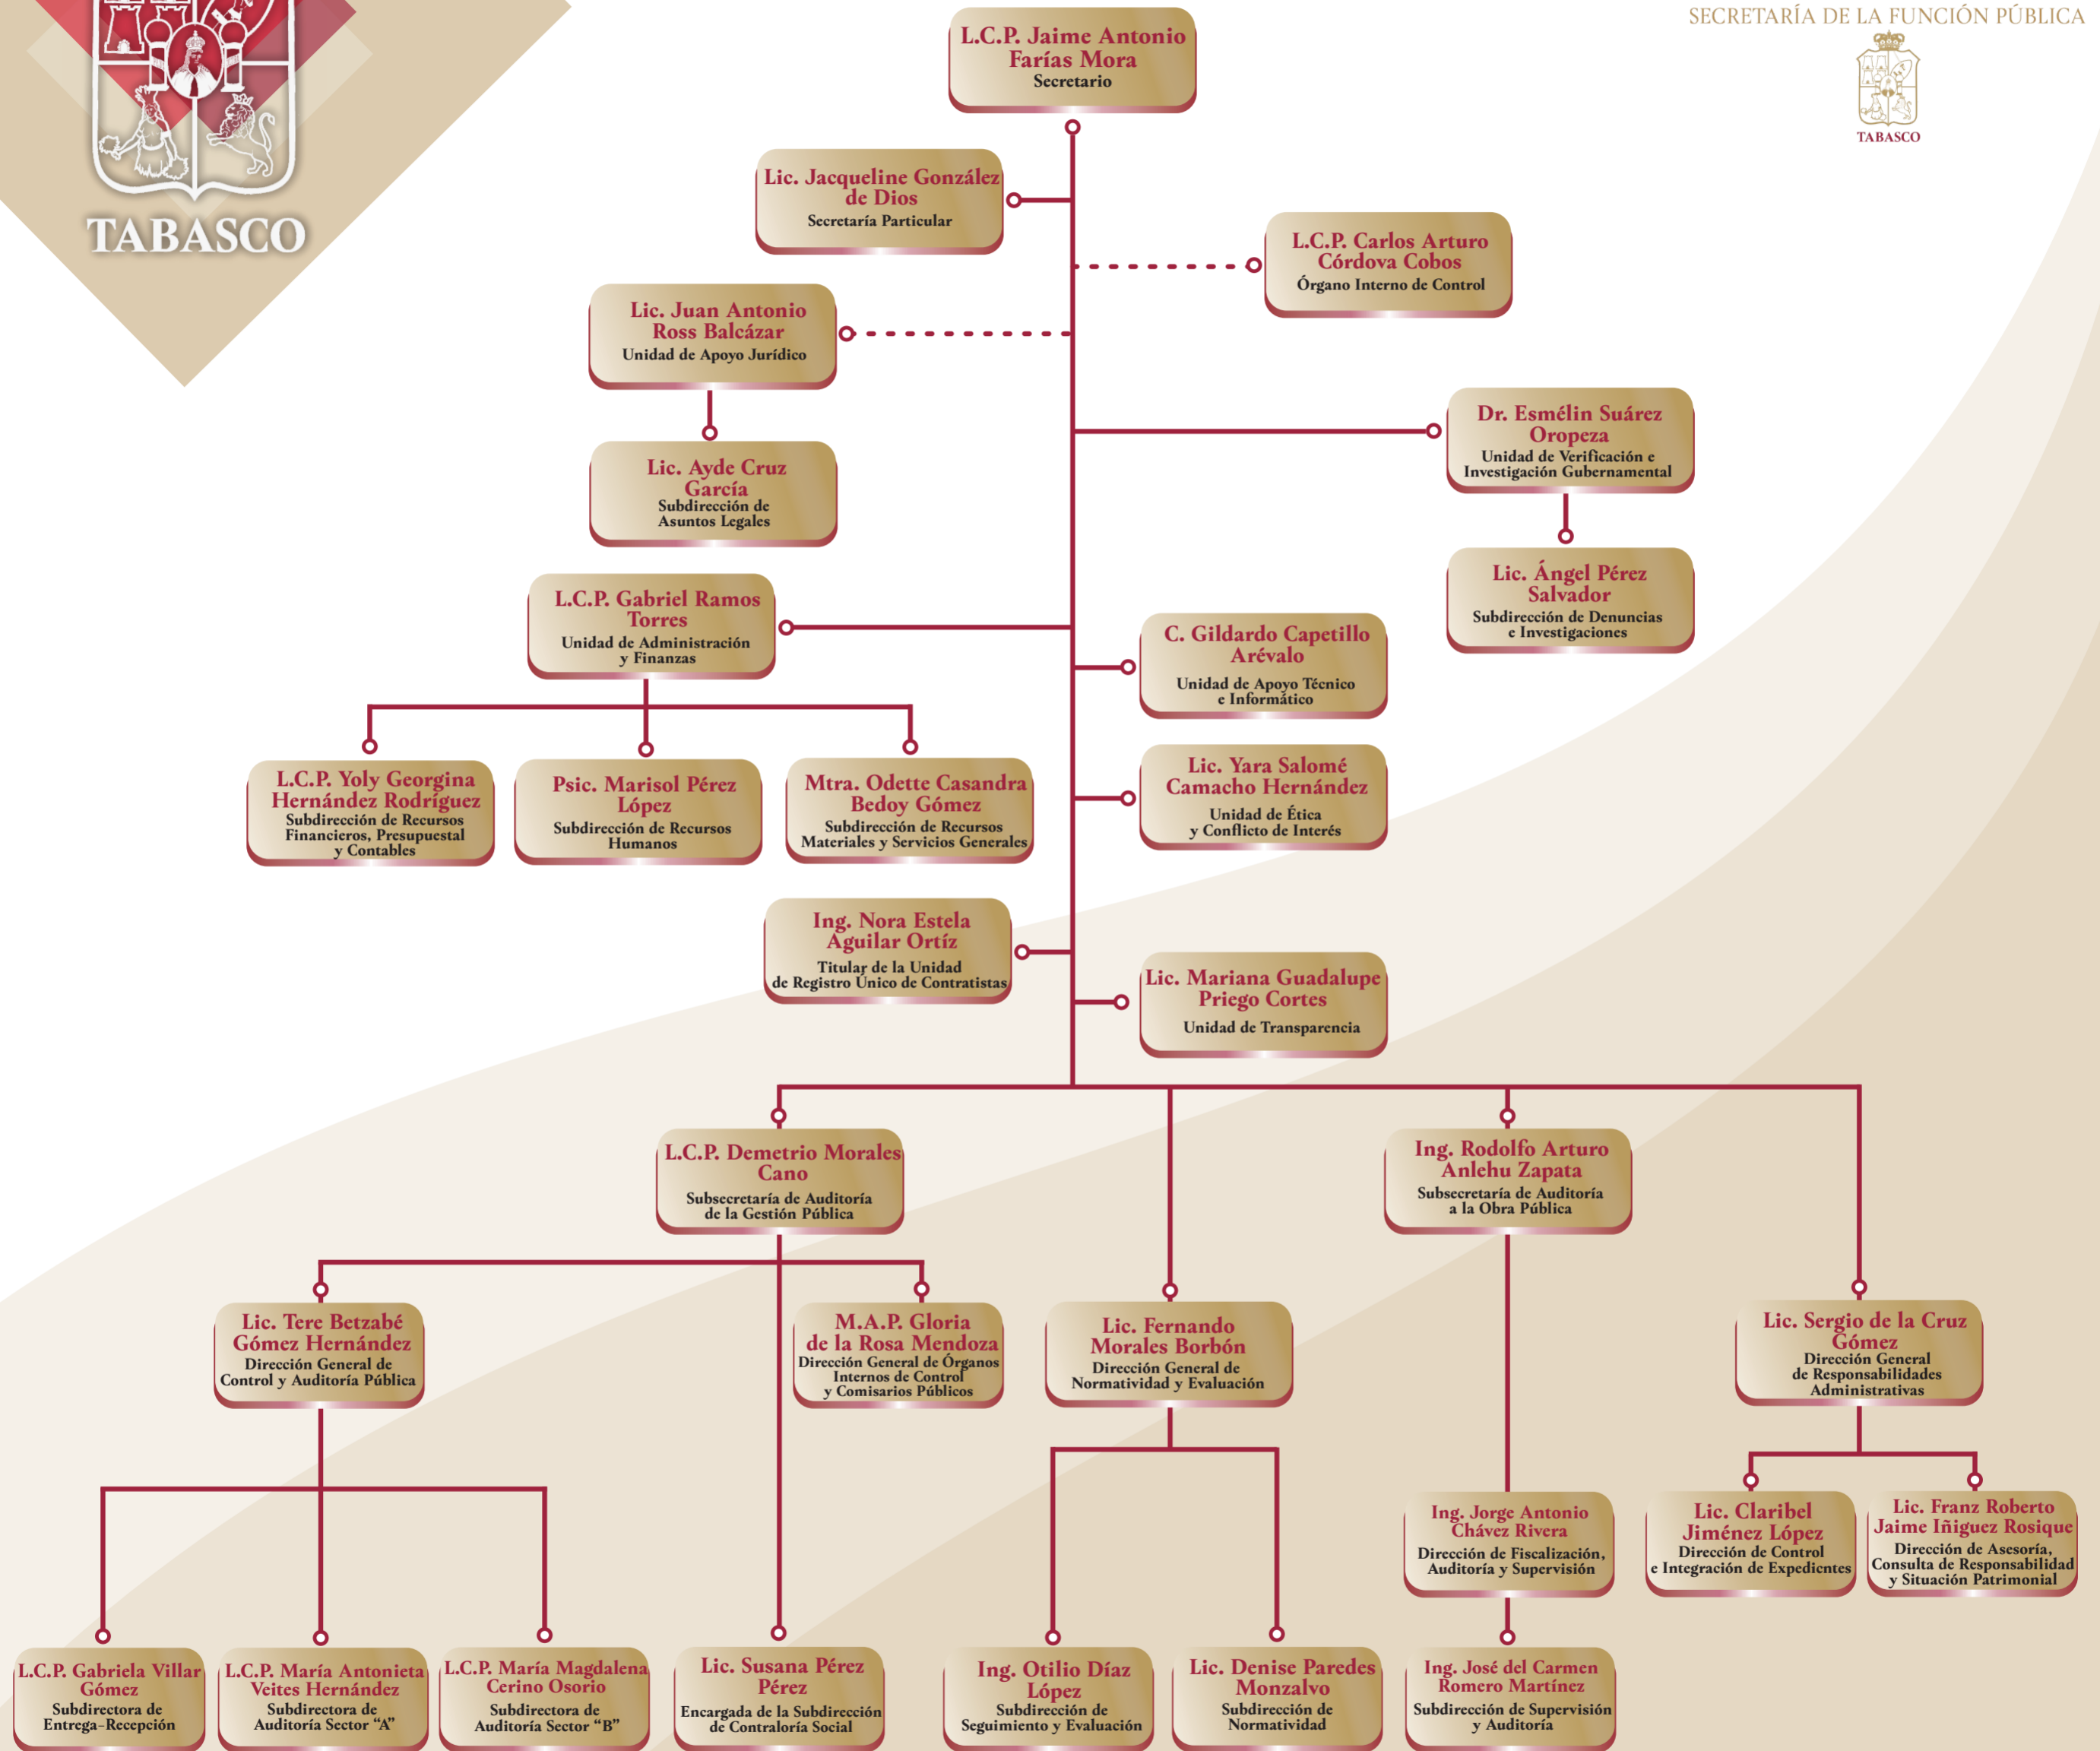 SECRETARÍA DE LA FUNCIÓN PÚBLICA
TABASCO
TABASCO
L.C.P. Jaime Antonio
Farías Mora
Secretario
Lic. Jacqueline González
de Dios
Secretaría Particular
L.C.P. Carlos Arturo
Córdova Cobos
Órgano Interno de Control
Lic. Juan Antonio
Ross Balcázar
Unidad de Apoyo Jurídico
Lic. Ayde Cruz
García
Subdirección de
Asuntos Legales
Dr. Esmélin Suárez
Oropeza
Unidad de Verificación e
Investigación Gubernamental
Lic. Ángel Pérez
Salvador
Subdirección de Denuncias
e Investigaciones
L.C.P. Gabriel Ramos
Torres
Unidad de Administración
y Finanzas
C. Gildardo Capetillo
Arévalo
Unidad de Apoyo Técnico
e Informático
L.C.P. Yoly Georgina
Hernández Rodríguez
Subdirección de Recursos
Financieros, Presupuestal
y Contables
Psic. Marisol Pérez
López
Subdirección de Recursos
Humanos
Mtra. Odette Casandra
Bedoy Gómez
Subdirección de Recursos
Materiales y Servicios Generales
Lic. Yara Salomé
Camacho Hernández
Unidad de Ética
y Conflicto de Interés
Ing. Nora Estela
Aguilar Ortíz
Titular de la Unidad
de Registro Único de Contratistas
Lic. Mariana Guadalupe
Priego Cortes
Unidad de Transparencia
L.C.P. Demetrio Morales
Cano
Subsecretaría de Auditoría
de la Gestión Pública
Ing. Rodolfo Arturo
Anlehu Zapata
Subsecretaría de Auditoría
a la Obra Pública
Lic. Tere Betzabé
Gómez Hernández
Dirección General de
Control y Auditoría Pública
M.A.P. Gloria
de la Rosa Mendoza
Dirección General de Órganos
Internos de Control
y Comisarios Públicos
Lic. Fernando
Morales Borbón
Dirección General de
Normatividad y Evaluación
Lic. Sergio de la Cruz
Gómez
Dirección General
de Responsabilidades
Administrativas
Ing. Jorge Antonio
Chávez Rivera
Dirección de Fiscalización,
Auditoría y Supervisión
Lic. Claribel
Jiménez López
Dirección de Control
e Integración de Expedientes
Lic. Franz Roberto
Jaime Iñiguez Rosique
Dirección de Asesoría,
Consulta de Responsabilidad
y Situación Patrimonial
L.C.P. Gabriela Villar
Gómez
Subdirectora de
Entrega-Recepción
L.C.P. María Antonieta
Veites Hernández
Subdirectora de
Auditoría Sector “A”
L.C.P. María Magdalena
Cerino Osorio
Subdirectora de
Auditoría Sector “B”
Lic. Susana Pérez
Pérez
Encargada de la Subdirección
de Contraloría Social
Ing. Otilio Díaz
López
Subdirección de
Seguimiento y Evaluación
Lic. Denise Paredes
Monzalvo
Subdirección de
Normatividad
Ing. José del Carmen
Romero Martínez
Subdirección de Supervisión
y Auditoría